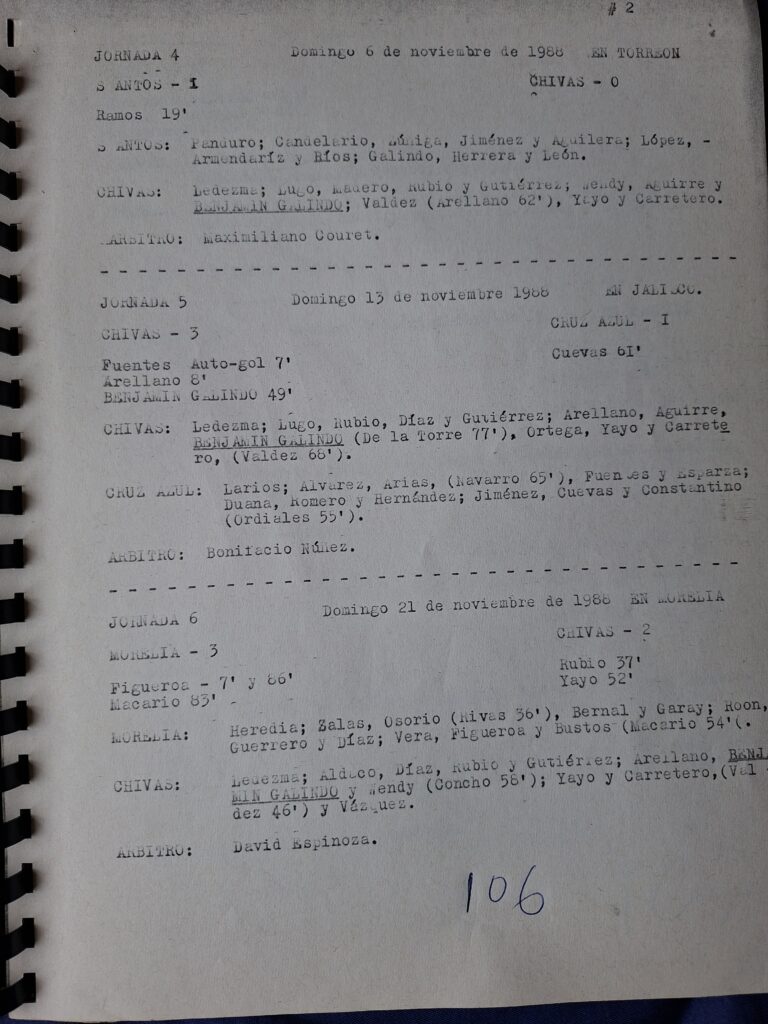 # 2
JORNADA 4 Domingo 6 de noviembre de 1988 EN TORREON
S ANTOS - 1 CHIVAS - 0
Ramos 19'
S ANTOS: Panduro; Candelario, Zúñiga, Jiménez y Aguilera; López, -
Armendaríz y Ríos; Galindo, Herrera y León.
CHIVAS: Ledezma; Lugo, Madero, Rubio y Gutiérrez; Wendy, Aguirre y
BENJAMIN GALINDO; Valdez (Arellano 62'), Yayo y Carretero.
ARBITRO: Maximiliano Couret.
- - - - - - - - - - - - - - - - - - - - - - - - - - - - - - - - - - -
JORNADA 5 Domingo 13 de noviembre 1988 EN JALISCO.
CHIVAS - 3 CRUZ AZUL - I
Fuentes Auto-gol 7' Cuevas 6I'
Arellano 8'
BENJAMIN GALINDO 49'
CHIVAS: Ledezma; Lugo, Rubio, Díaz y Gutiérrez; Arellano, Aguirre,
BENJAMIN GALINDO (De la Torre 77'), Ortega, Yayo y Carrete
ro, (Valdez 68').
CRUZ AZUL: Larios; Alvarez, Arias, (Navarro 65'), Fuentes y Esparza;
Duana, Romero y Hernández; Jiménez, Cuevas y Constantino
(Ordiales 55').
ARBITRO: Bonifacio Núñez.
- - - - - - - - - - - - - - - - - - - - - - - - - - - - - - - - - - -
JORNADA 6 Domingo 21 de noviembre de 1988 EN MORELIA
MORELIA - 3 CHIVAS - 2
Figueroa - 7' y 86' Rubio 37'
Macario 83' Yayo 52'
MORELIA: Heredia; Zalas, Osorio (Rivas 36'), Bernal y Garay; Roon,
Guerrero y Díaz; Vera, Figueroa y Bustos (Macario 54'(.
CHIVAS: Ledezma; Aldaco, Díaz, Rubio y Gutiérrez; Arellano, BENJ
MIN GALINDO y Wendy (Concho 58'); Yayo y Carretero,(Val
dez 46') y Vázquez.
ARBITRO: David Espinoza.
106